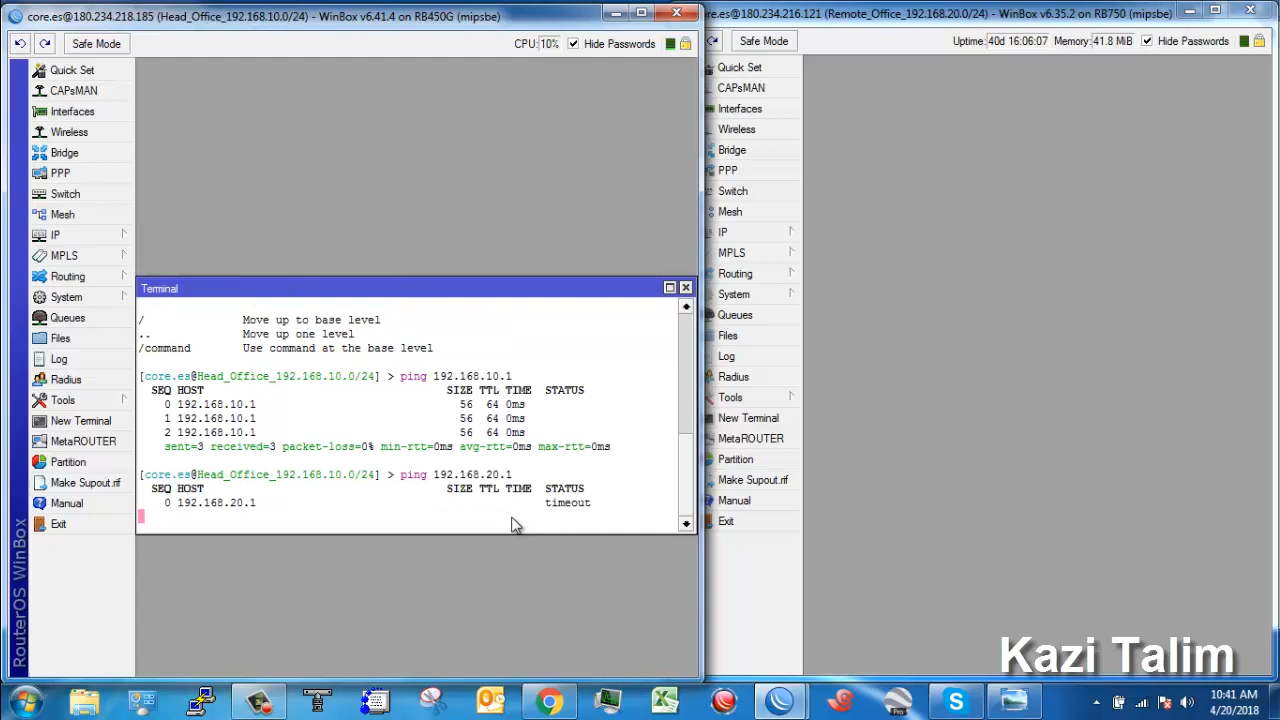 core.es@180.234.218.185 (Head_Office_192.168.10.0/24) - WinBox v6.41.4 on RB450G (mipsbe)
ore.es@180.234.216.121 (Remote_Office_192.168.20.0/24) - WinBox v6.35.2 on RB750 (mipsbe)
Safe Mode
CPU: 10%
Hide Passwords
Safe Mode
Uptime: 40d 16:06:07
Memory: 41.8 MiB
Hide Passwords
Quick Set
CAPsMAN
Interfaces
Wireless
Bridge
PPP
Switch
Mesh
IP
MPLS
Routing
System
Queues
Files
Log
Radius
Tools
New Terminal
MetaROUTER
Partition
Make Supout.rif
Manual
Exit
RouterOS WinBox
Terminal
/ Move up to base level
.. Move up one level
/command Use command at the base level
[core.es@Head_Office_192.168.10.0/24] > ping 192.168.10.1
SEQ HOST SIZE TTL TIME STATUS
0 192.168.10.1 56 64 0ms
1 192.168.10.1 56 64 0ms
2 192.168.10.1 56 64 0ms
sent=3 received=3 packet-loss=0% min-rtt=0ms avg-rtt=0ms max-rtt=0ms
[core.es@Head_Office_192.168.10.0/24] > ping 192.168.20.1
SEQ HOST SIZE TTL TIME STATUS
0 192.168.20.1 timeout
Quick Set
CAPsMAN
Interfaces
Wireless
Bridge
PPP
Switch
Mesh
IP
MPLS
Routing
System
Queues
Files
Log
Radius
Tools
New Terminal
MetaROUTER
Partition
Make Supout.rif
Manual
Exit
Kazi Talim
10:41 AM
4/20/2018